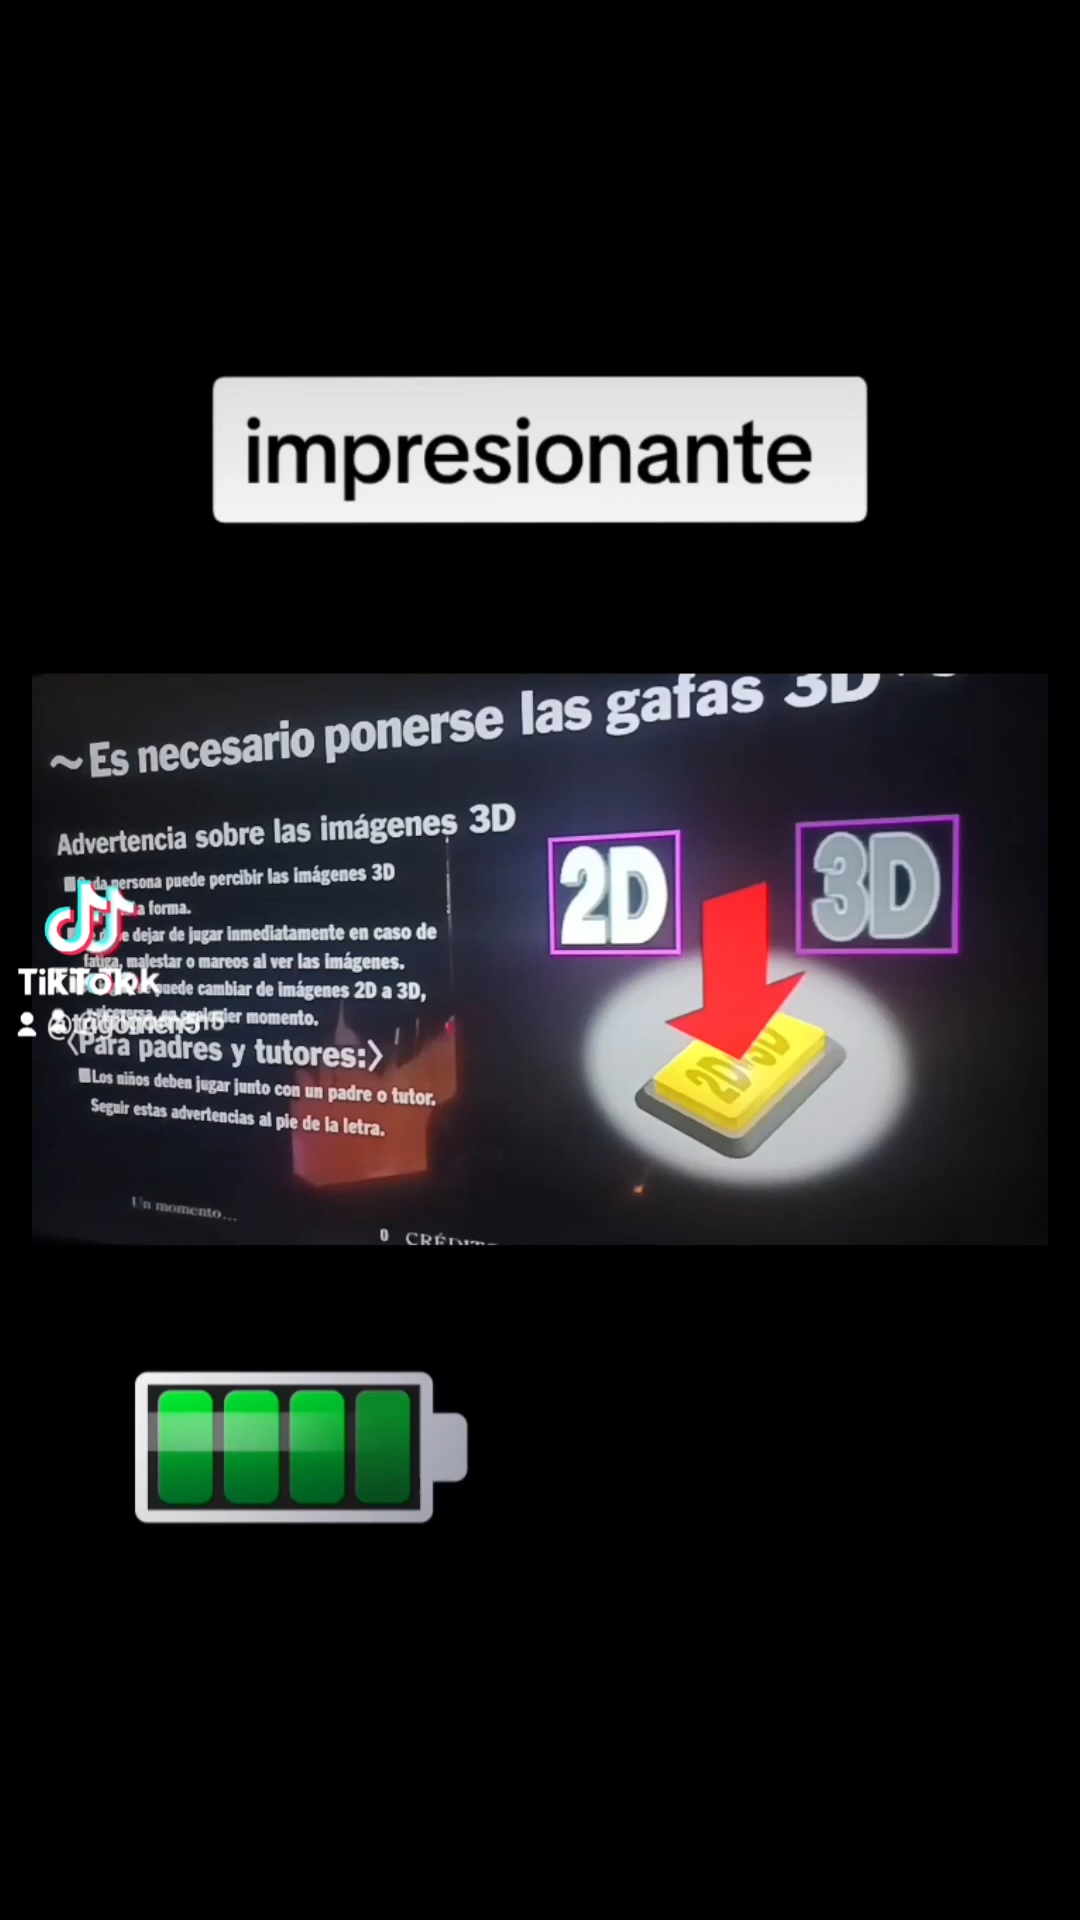 impresionante
~Es necesario ponerse las gafas 3D
Advertencia sobre las imágenes 3D
persona puede percibir las imágenes 3D
forma.
dejar de jugar inmediatamente en caso de
fatiga, malestar o mareos al ver las imágenes.
puede cambiar de imágenes 2D a 3D,
momento.
〈Para padres y tutores:〉
■Los niños deben jugar junto con un padre o tutor.
Seguir estas advertencias al pie de la letra.
Un momento...
0 CRÉDITO
2D
3D
2D 3D
TikTok